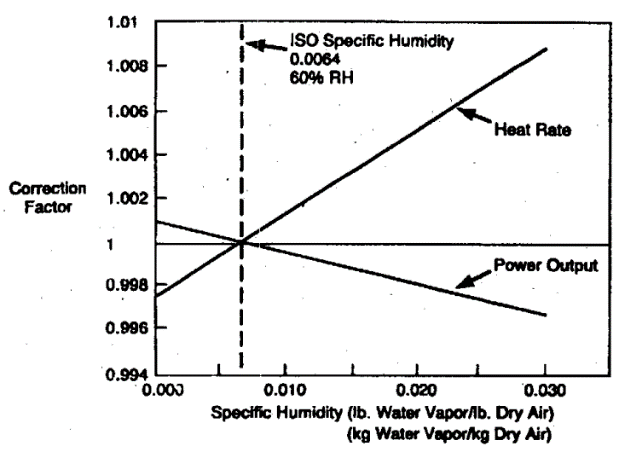 1.01
1.008
1.006
1.004
1.002
1
0.998
0.996
0.994
Correction
Factor
ISO Specific Humidity
0.0064
60% RH
Heat Rate
Power Output
0.000 0.010 0.020 0.030
Specific Humidity (lb. Water Vapor/lb. Dry Air)
(kg Water Vapor/kg Dry Air)